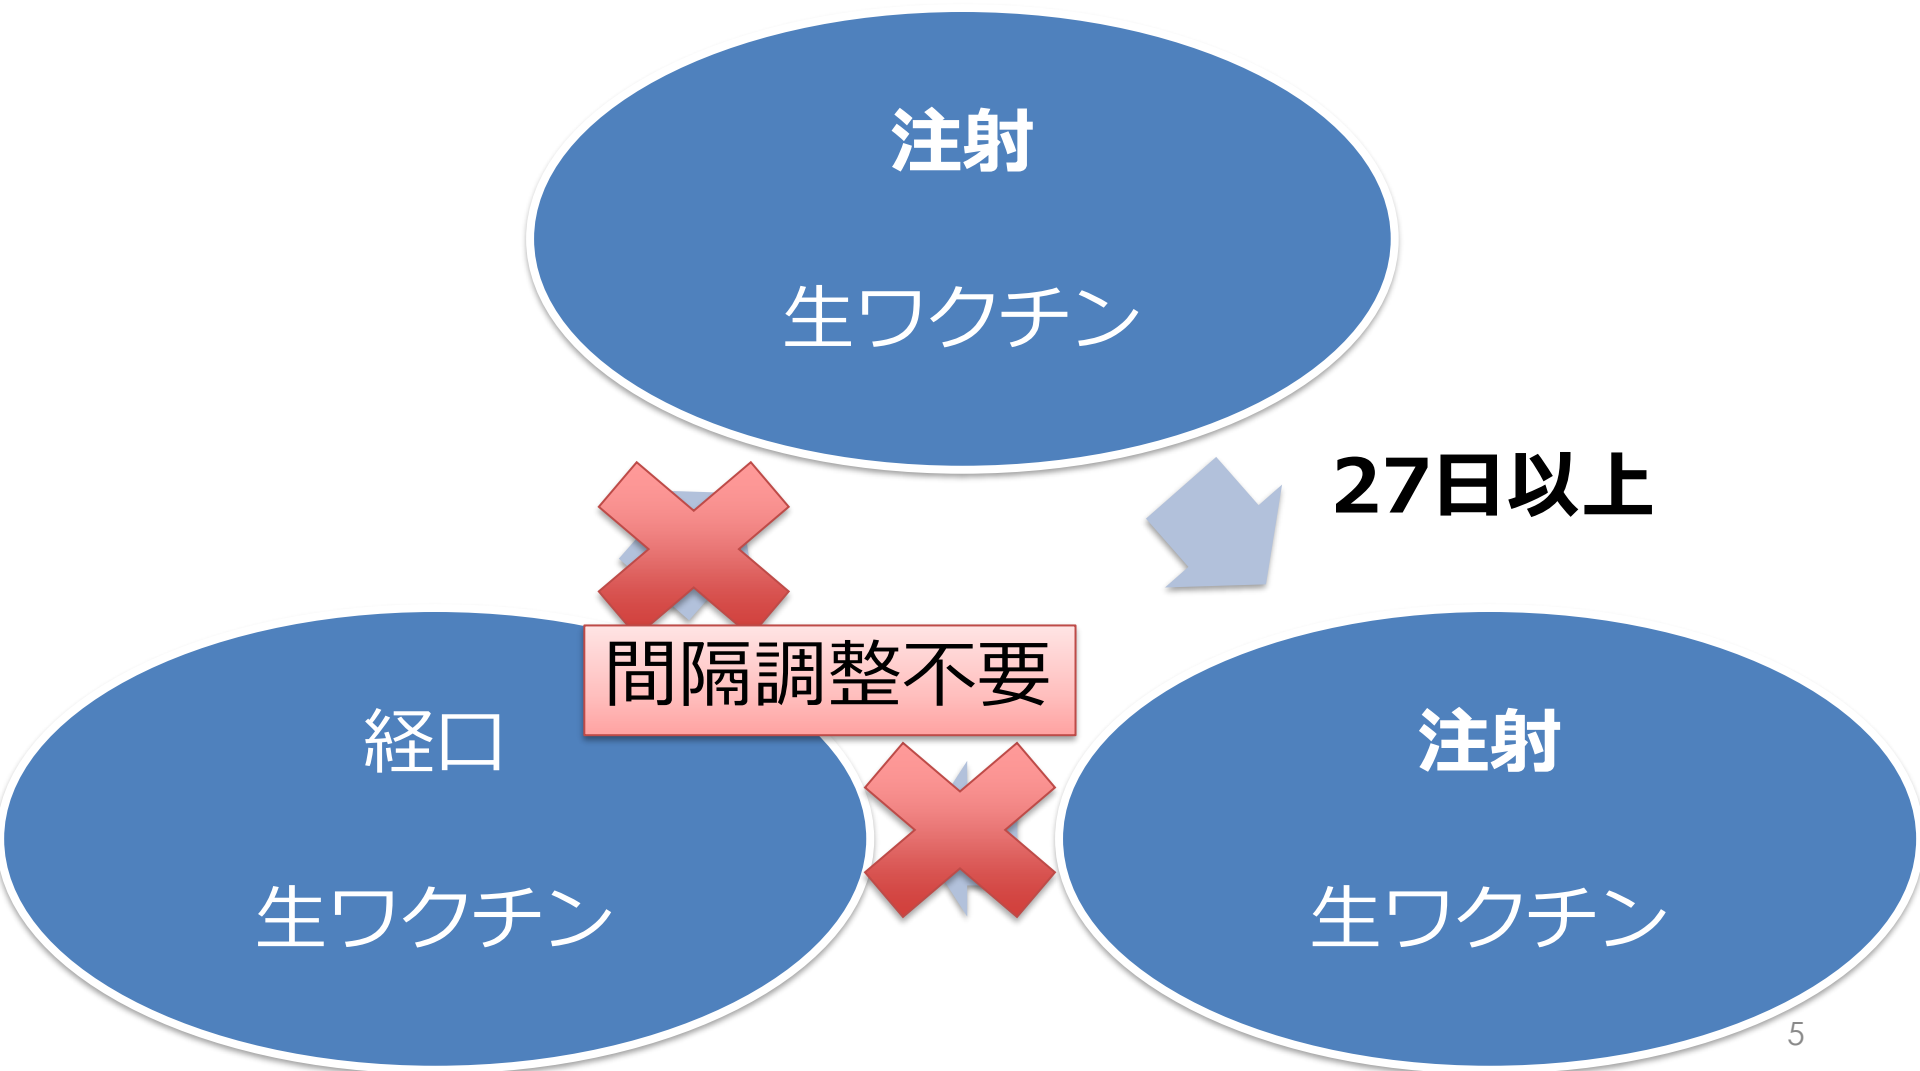 注射
生ワクチン
27日以上
間隔調整不要
経口
生ワクチン
注射
生ワクチン
5